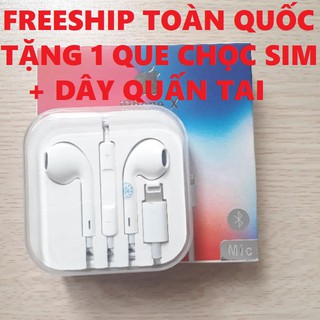 FREESHIP TOÀN QUỐC
TẶNG 1 QUE CHỌC SIM
+ DÂY QUẤN TAI
Mic